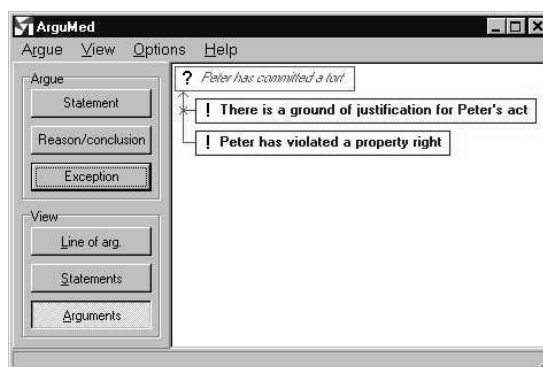 ArguMed
Argue View Options Help
Argue
Statement
Reason/conclusion
Exception
View
Line of arg.
Statements
Arguments
? Peter has committed a tort
! There is a ground of justification for Peter's act
! Peter has violated a property right